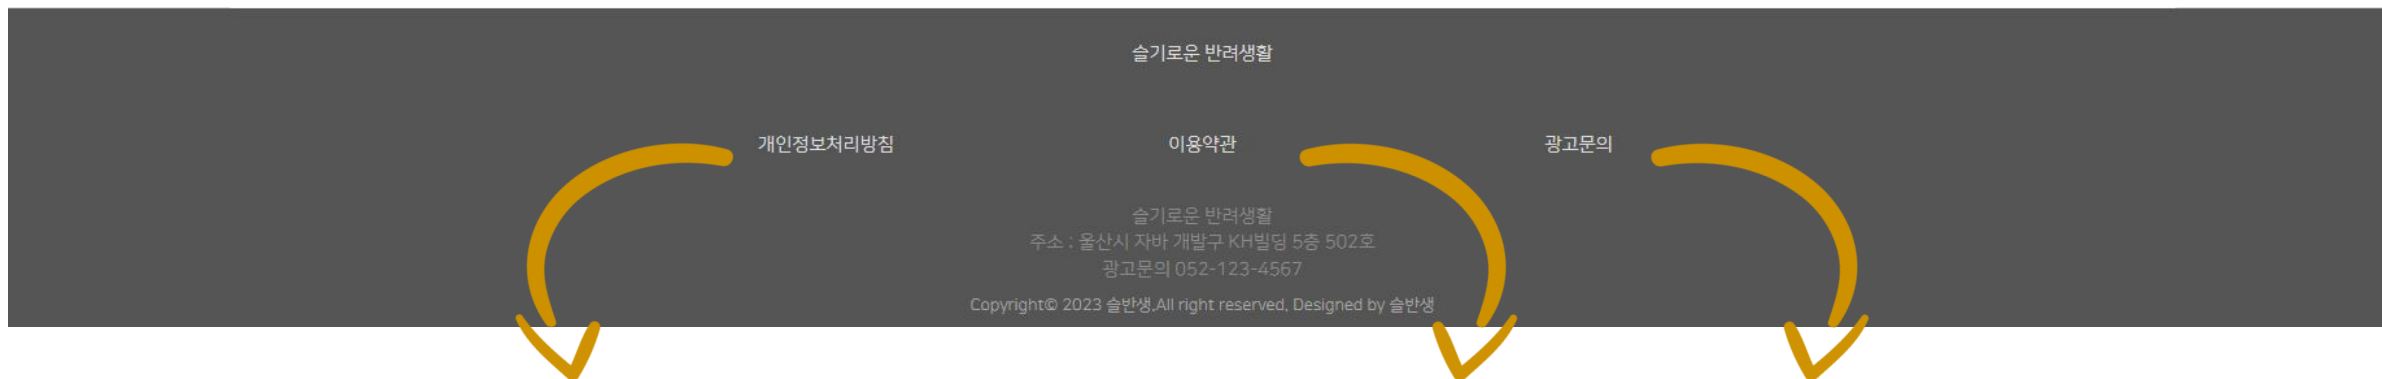 슬기로운 반려생활
개인정보처리방침 이용약관 광고문의
슬기로운 반려생활
주소 : 울산시 자바 개발구 KH빌딩 5층 502호
광고문의 052-123-4567
Copyright© 2023 슬반생.All right reserved, Designed by 슬반생